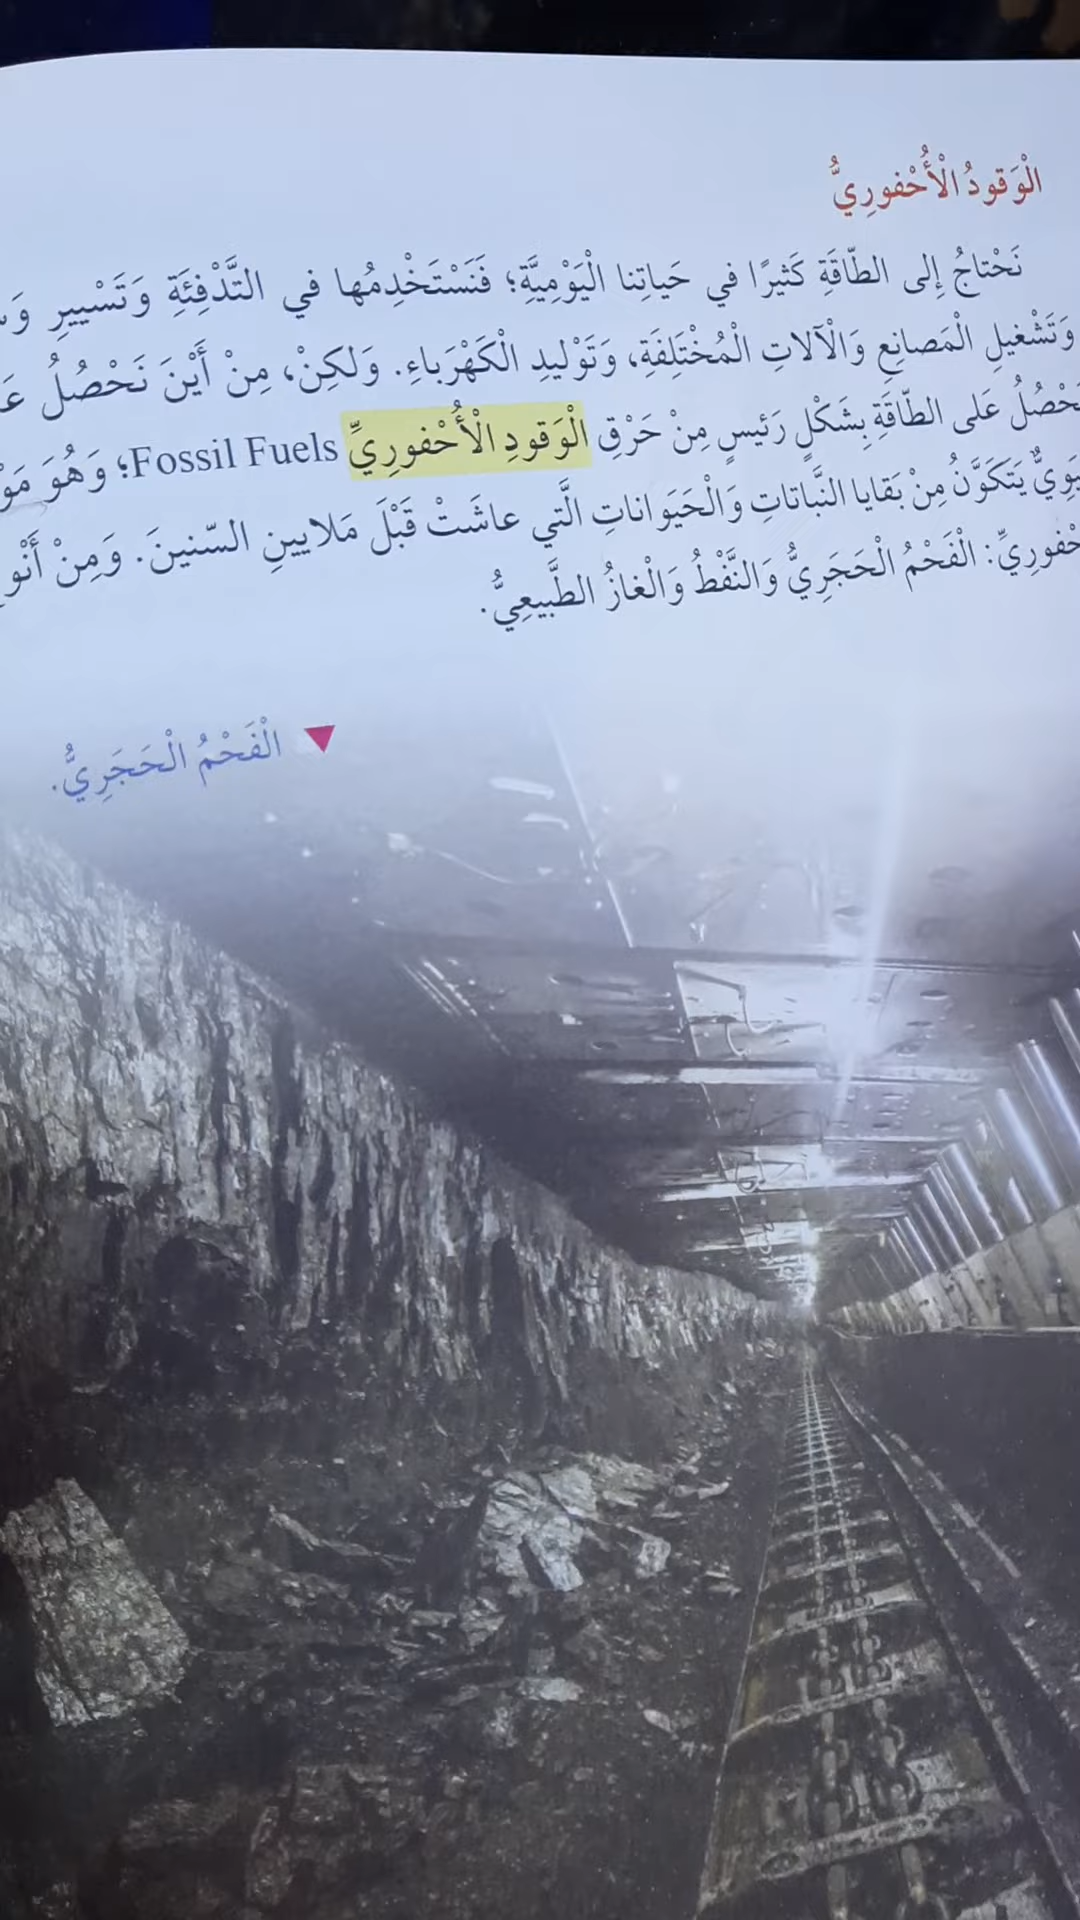 الْوَقودُ الْأُحْفورِيُّ
نَحْتاجُ إِلى الطّاقَةِ كَثيرًا في حَياتِنا الْيَوْمِيَّةِ؛ فَنَسْتَخْدِمُها في التَّدْفِئَةِ وَتَسْييرِ
وَتَشْغيلِ الْمَصانِعِ وَالْآلاتِ الْمُخْتَلِفَةِ، وَتَوْليدِ الْكَهْرَباءِ. وَلكِنْ، مِنْ أَيْنَ نَحْصُلُ
عَلى الطّاقَةِ بِشَكْلٍ رَئيسٍ مِنْ حَرْقِ الْوَقودِ الْأُحْفورِيِّ Fossil Fuels؛ وَهُوَ
يَتَكَوَّنُ مِنْ بَقايا النَّباتاتِ وَالْحَيَواناتِ الَّتي عاشَتْ قَبْلَ مَلايينِ السّنينَ. وَمِنْ
الْفَحْمُ الْحَجَرِيُّ وَالنَّفْطُ وَالْغازُ الطَّبيعِيُّ.
الْفَحْمُ الْحَجَرِيُّ.